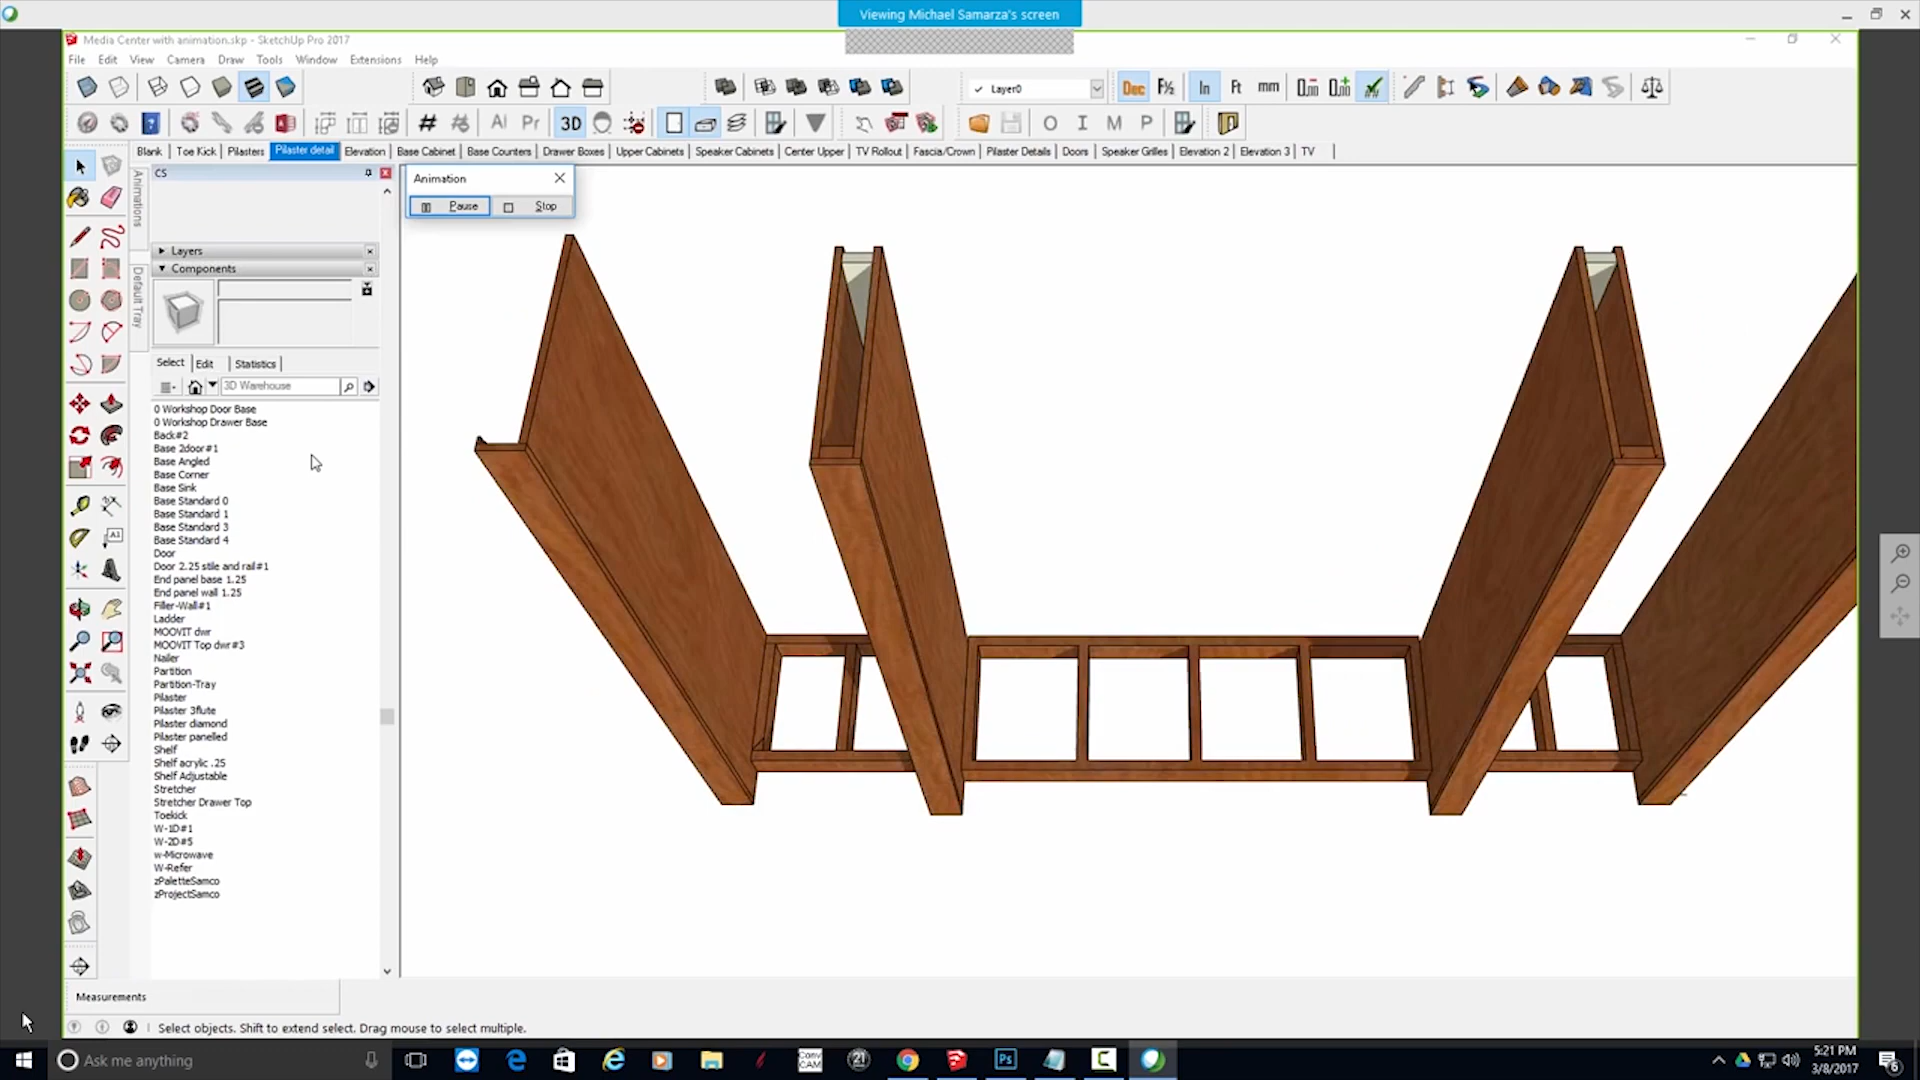 Viewing Michael Samarza's screen
Media Center with animation.skp - SketchUp Pro 2017
File Edit View Camera Draw Tools Window Extensions Help
Layer0 Dec F½ In Ft mm
# AI Pr 3D O I M P
Blank Toe Kick Pilasters Pilaster detail Elevation Base Cabinet Base Counters Drawer Boxes Upper Cabinets Speaker Cabinets Center Upper TV Rollout Fascia/Crown Pilaster Details Doors Speaker Grilles Elevation 2 Elevation 3 TV
CS
Animation
Pause Stop
Animations
Default Tray
Layers
Components
Select Edit Statistics
3D Warehouse
0 Workshop Door Base
0 Workshop Drawer Base
Back#2
Base 2door#1
Base Angled
Base Corner
Base Sink
Base Standard 0
Base Standard 1
Base Standard 3
Base Standard 4
Door
Door 2.25 stile and rail#1
End panel base 1.25
End panel wall 1.25
Filler-Wall#1
Ladder
MOOVIT dwr
MOOVIT Top dwr#3
Nailer
Partition
Partition-Tray
Pilaster
Pilaster 3flute
Pilaster diamond
Pilaster panelled
Shelf
Shelf acrylic .25
Shelf Adjustable
Stretcher
Stretcher Drawer Top
Toekick
W-1D#1
W-2D#5
w-Microwave
W-Refer
zPaletteSamco
zProjectSamco
A1
Measurements
Select objects. Shift to extend select. Drag mouse to select multiple.
Ask me anything
CAM
21
Ps
C
5:21 PM
3/8/2017
6